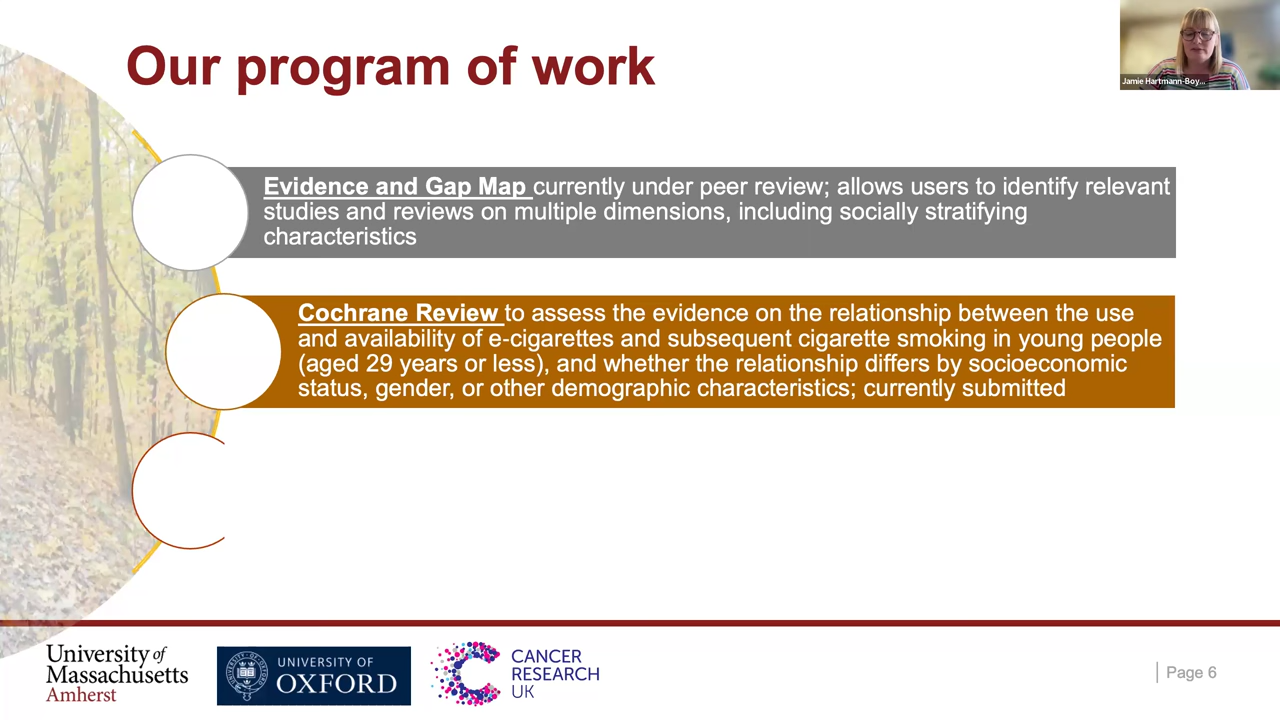 Our program of work
Jamie Hartmann-Boy...
Evidence and Gap Map currently under peer review; allows users to identify relevant
studies and reviews on multiple dimensions, including socially stratifying
characteristics
Cochrane Review to assess the evidence on the relationship between the use
and availability of e-cigarettes and subsequent cigarette smoking in young people
(aged 29 years or less), and whether the relationship differs by socioeconomic
status, gender, or other demographic characteristics; currently submitted
University of
Massachusetts
Amherst
UNIVERSITY OF
OXFORD
CANCER
RESEARCH
UK
Page 6